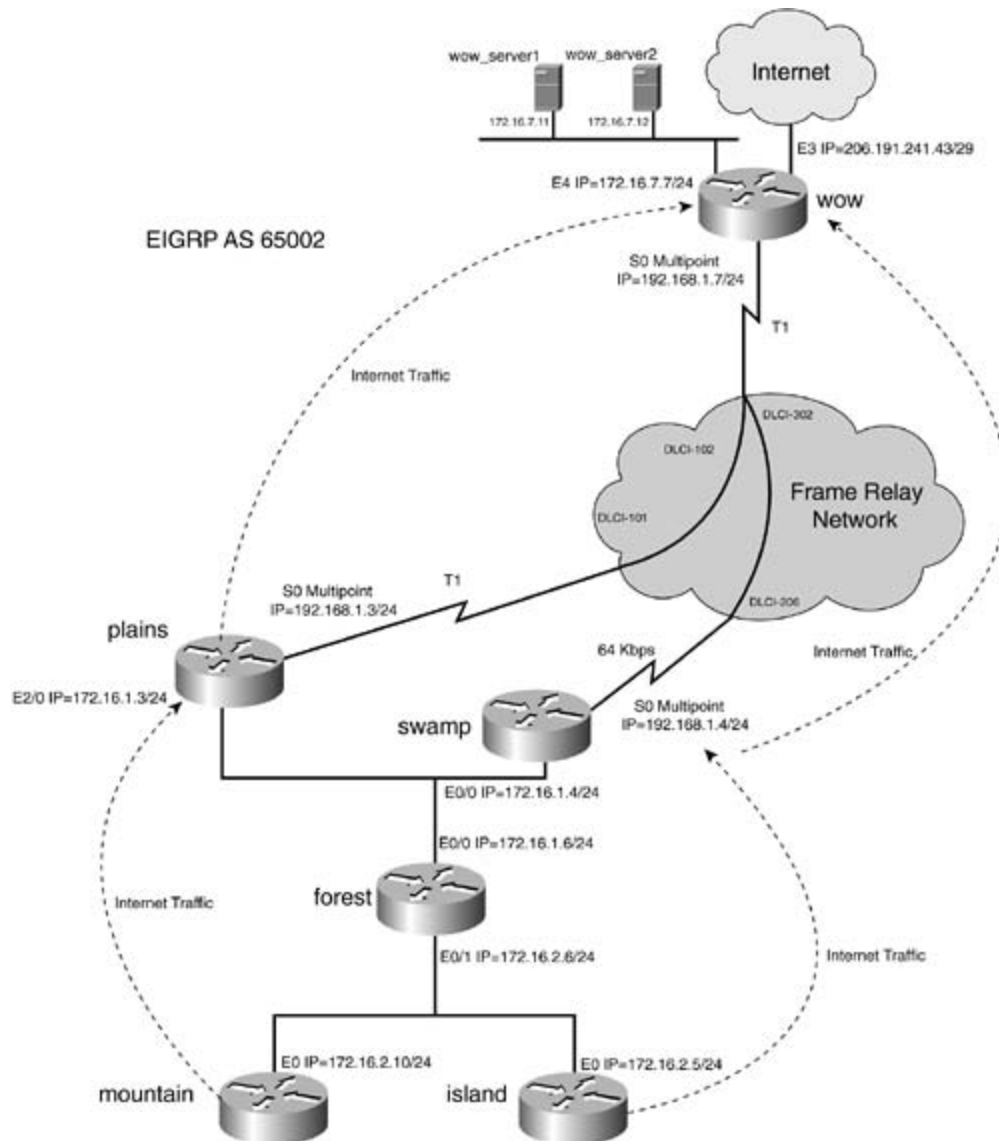 wow_server1
wow_server2
Internet
172.16.7.11
172.16.7.12
E3 IP=206.191.241.43/29
E4 IP=172.16.7.7/24
wow
EIGRP AS 65002
S0 Multipoint
IP=192.168.1.7/24
T1
Internet Traffic
DLCI-302
DLCI-102
Frame Relay
Network
DLCI-101
T1
S0 Multipoint
IP=192.168.1.3/24
DLCI-206
plains
64 Kbps
Internet Traffic
E2/0 IP=172.16.1.3/24
S0 Multipoint
IP=192.168.1.4/24
swamp
E0/0 IP=172.16.1.4/24
E0/0 IP=172.16.1.6/24
forest
Internet Traffic
E0/1 IP=172.16.2.6/24
Internet Traffic
E0 IP=172.16.2.10/24
E0 IP=172.16.2.5/24
mountain
island